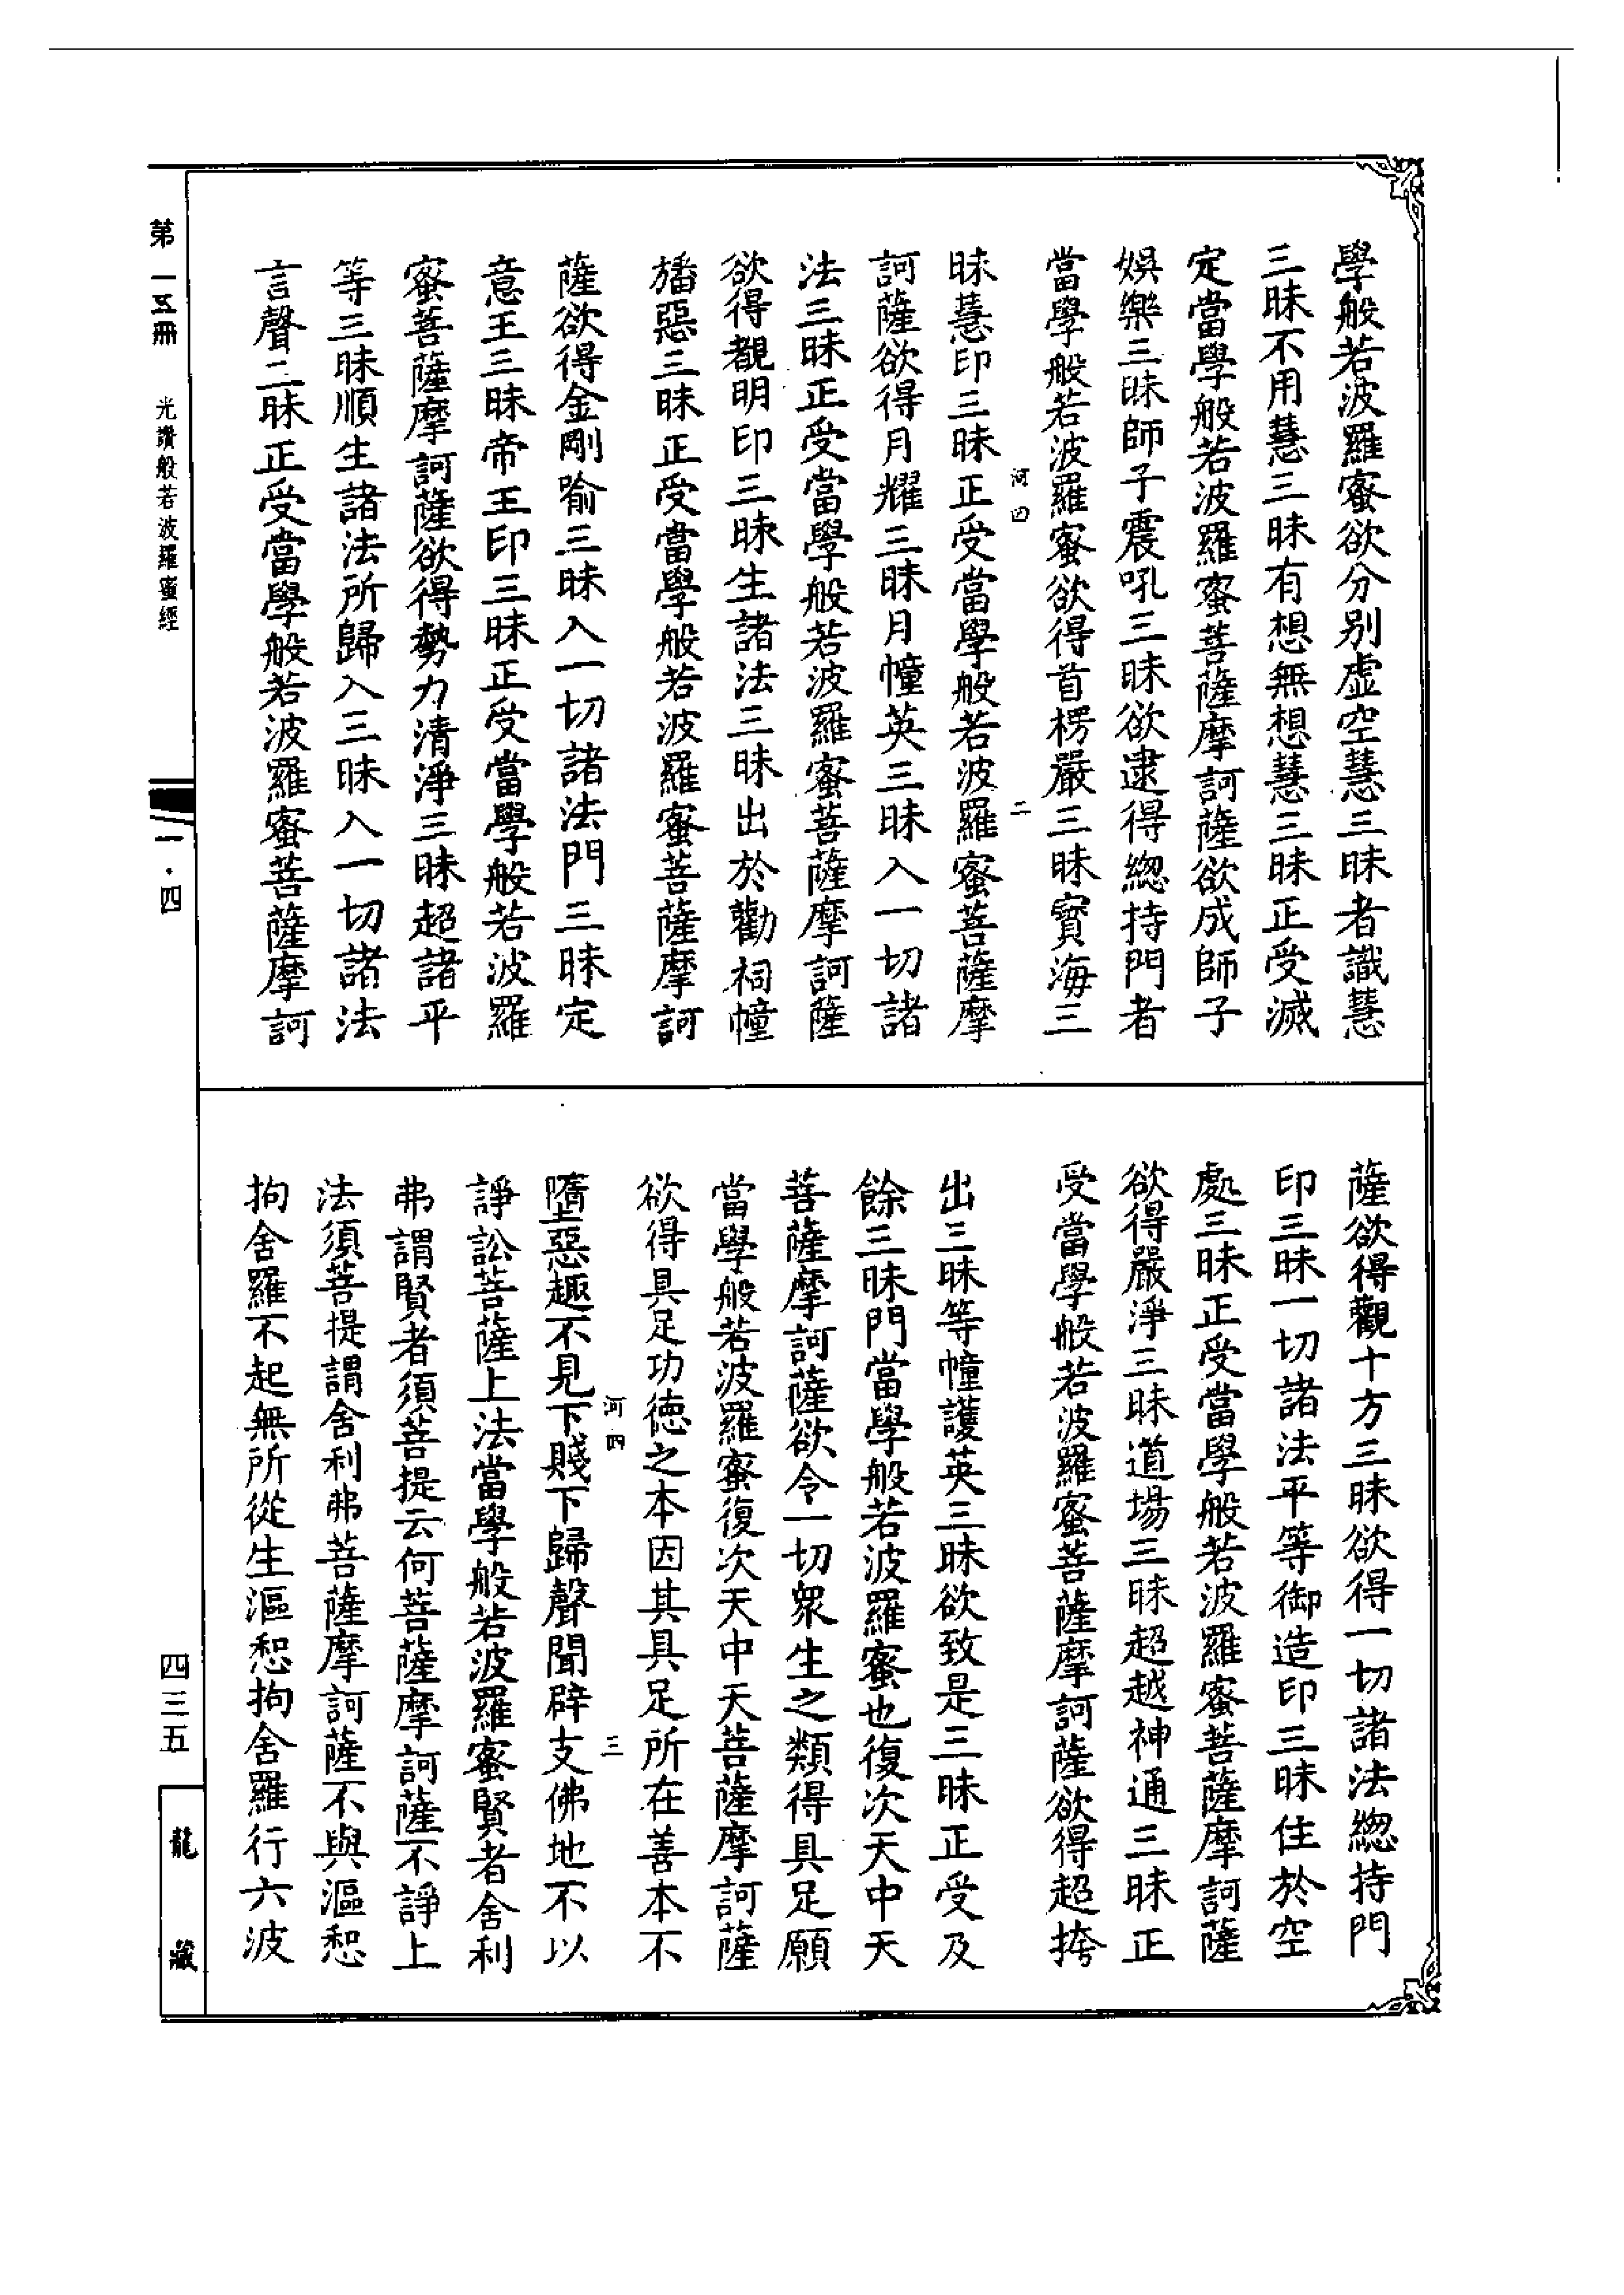 學般若波羅蜜欲分別虛空慧三昧者識慧
三昧不用慧三昧有想無想慧三昧正受滅
定當學般若波羅蜜菩薩摩訶薩欲成師子
娛樂三昧師子震吼三昧欲逮得緫持門者
當學般若波羅蜜欲得首楞嚴三昧寶海三
河四 二
昧慧印三昧正受當學般若波羅蜜菩薩摩
訶薩欲得月耀三昧月幢英三昧入一切諸
法三昧正受當學般若波羅蜜菩薩摩訶薩
欲得覩明印三昧生諸法三昧出於勸祠幢
旛惡三昧正受當學般若波羅蜜菩薩摩訶
薩欲得金剛喻三昧入一切諸法門三昧定
意王三昧帝王印三昧正受當學般若波羅
蜜菩薩摩訶薩欲得勢力清淨三昧超諸平
等三昧順生諸法所歸入三昧入一切諸法
言聲三昧正受當學般若波羅蜜菩薩摩訶
薩欲得觀十方三昧欲得一切諸法緫持門
印三昧一切諸法平等御造印三昧住於空
處三昧正受當學般若波羅蜜菩薩摩訶薩
欲得嚴淨三昧道場三昧超越神通三昧正
受當學般若波羅蜜菩薩摩訶薩欲得超挎
出三昧等幢護英三昧欲致是三昧正受及
餘三昧門當學般若波羅蜜也復次天中天
菩薩摩訶薩欲令一切眾生之類得具足願
當學般若波羅蜜復次天中天菩薩摩訶薩
欲得具足功德之本因其具足所在善本不
河四 三
墮惡趣不見下賤下歸聲聞辟支佛地不以
諍訟菩薩上法當學般若波羅蜜賢者舍利
弗謂賢者須菩提云何菩薩摩訶薩不諍上
法須菩提謂舍利弗菩薩摩訶薩不與漚惒
拘舍羅不起無所從生漚惒拘舍羅行六波
第一五冊 光讚般若波羅蜜經 一·四 四三五 龍藏